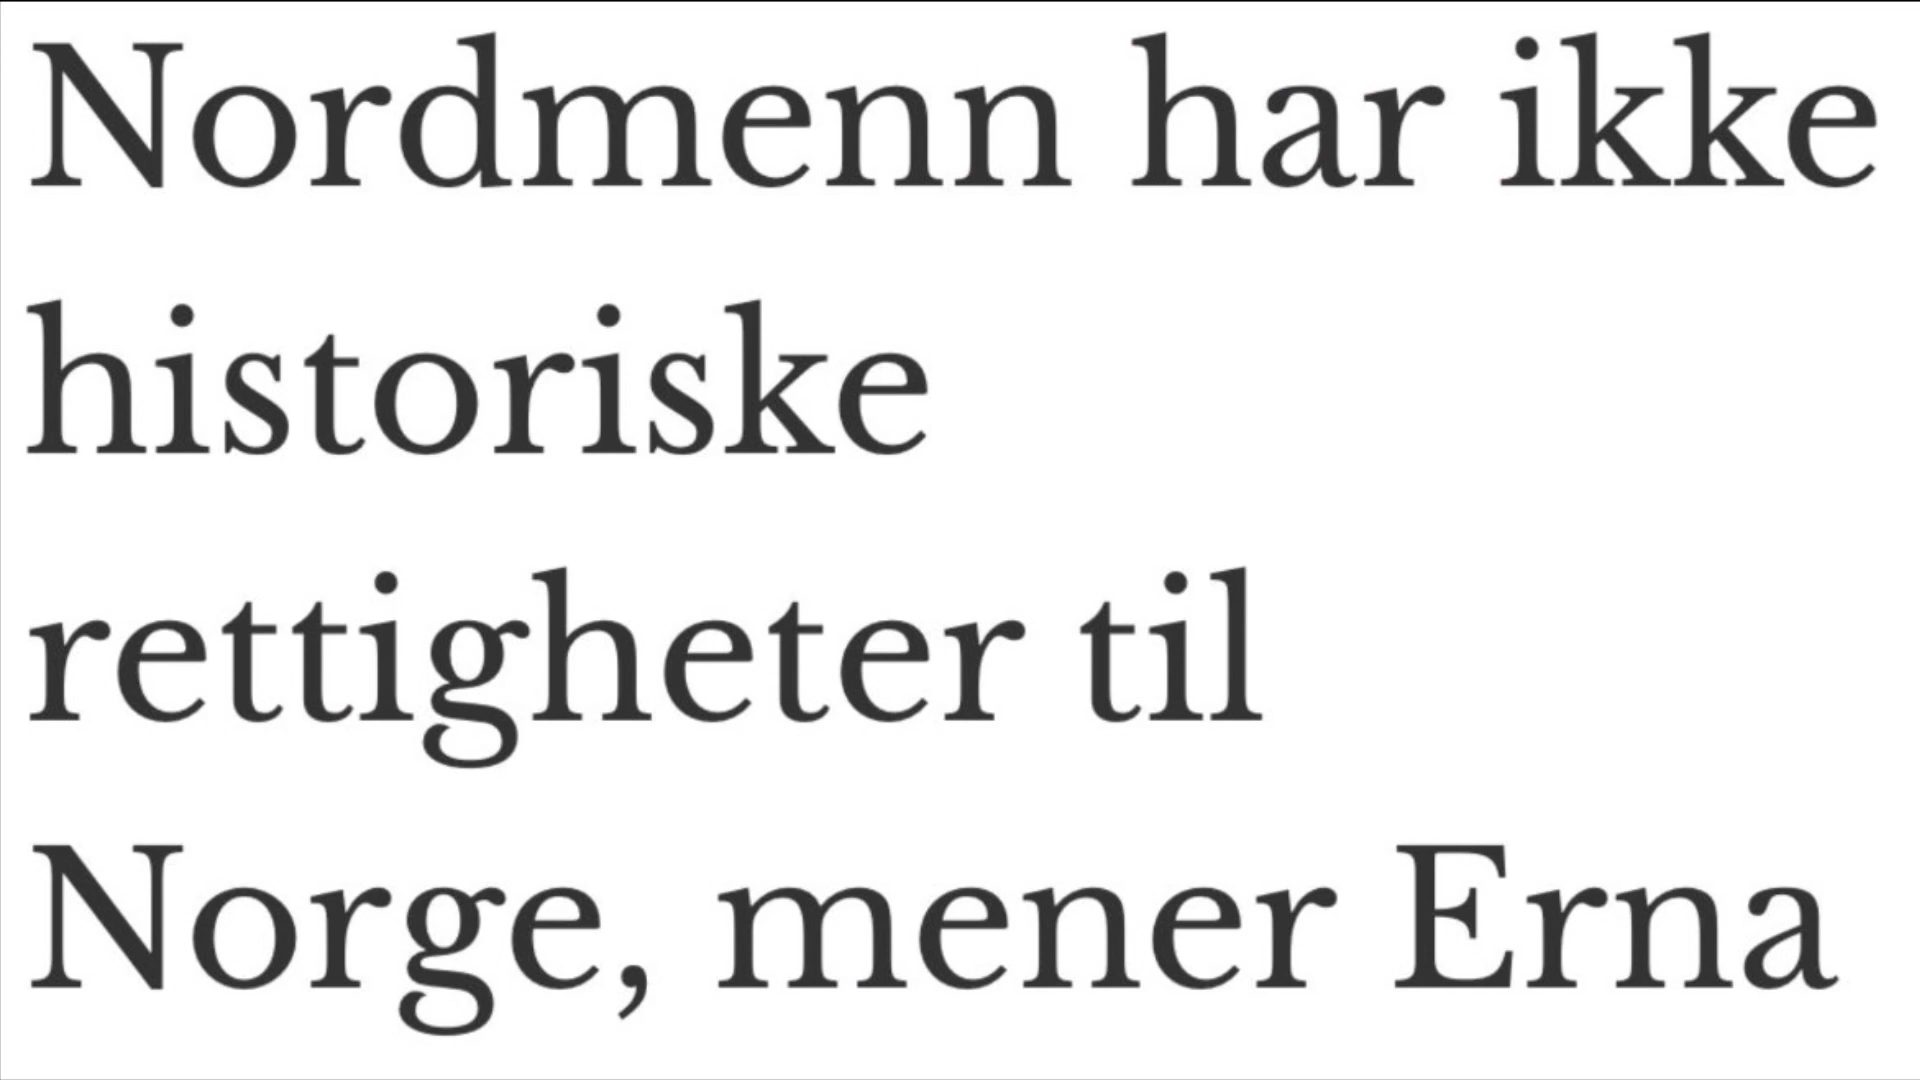 Nordmenn har ikke
historiske
rettigheter til
Norge, mener Erna